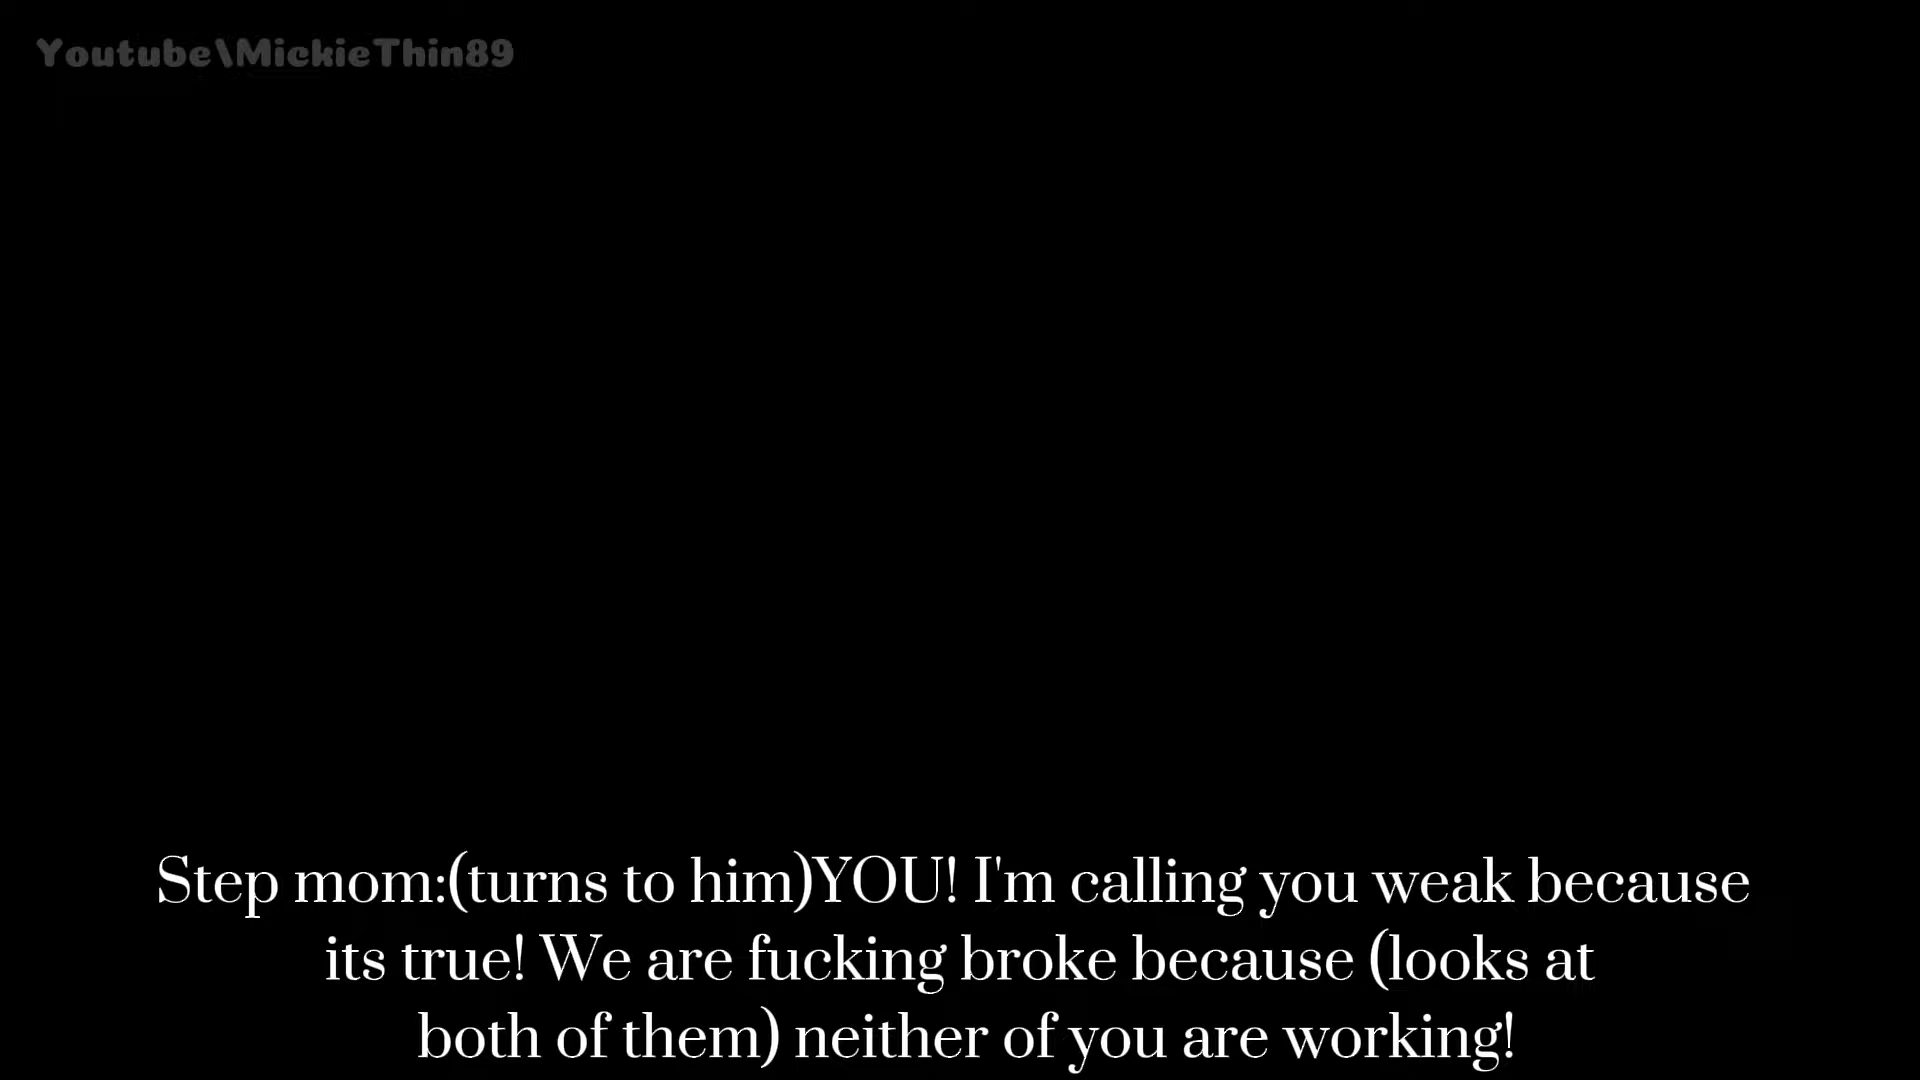 Youtube\MickieThin89
Step mom:(turns to him)YOU! I'm calling you weak because
its true! We are fucking broke because (looks at
both of them) neither of you are working!